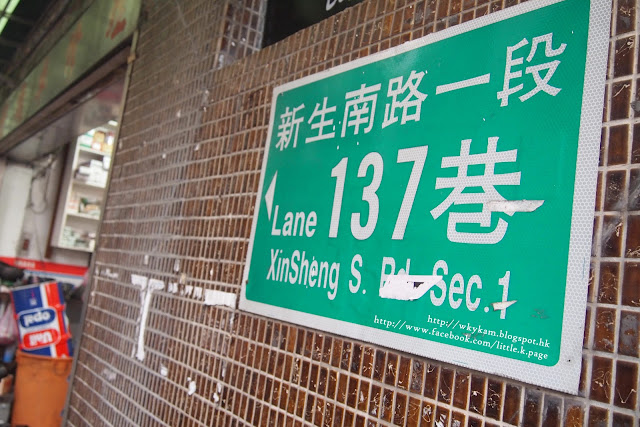 新生南路一段
137巷
Lane
XinSheng S. Rd. Sec.1
http://wkykam.blogspot.hk
http://www.facebook.com/little.k.page